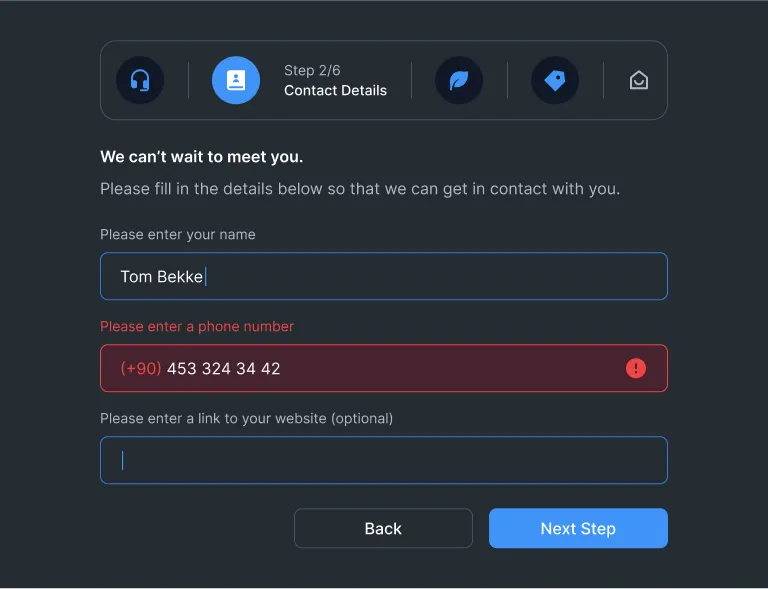 Step 2/6
Contact Details
We can’t wait to meet you.
Please fill in the details below so that we can get in contact with you.
Please enter your name
Tom Bekke
Please enter a phone number
(+90) 453 324 34 42
Please enter a link to your website (optional)
Back
Next Step